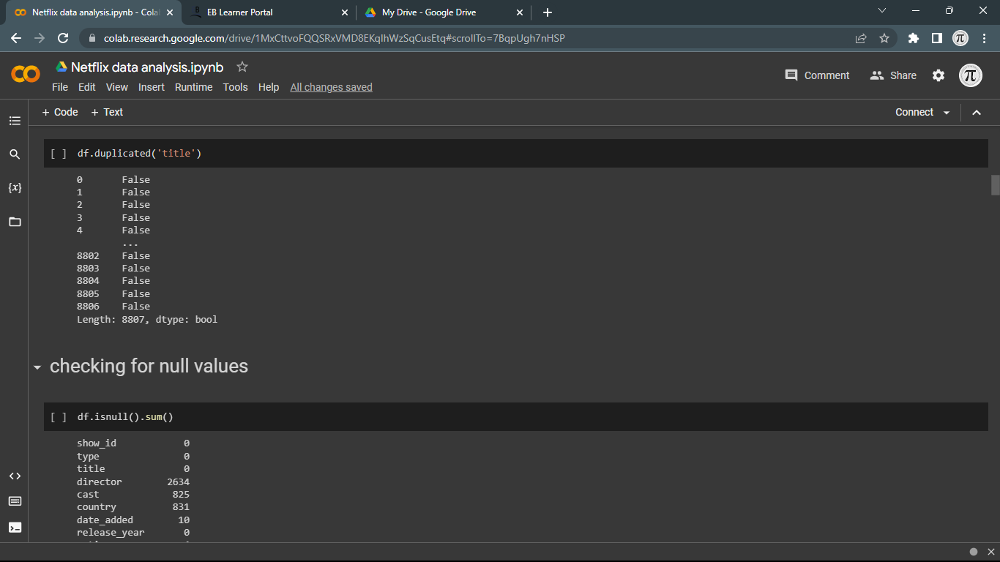 Netflix data analysis.ipynb - Cola
EB Learner Portal
My Drive - Google Drive
colab.research.google.com/drive/1MxCttvoFQQSRxVMD8EKqIhWzSqCusEtq#scrollTo=7BqpUgh7nHSP
Netflix data analysis.ipynb
File Edit View Insert Runtime Tools Help All changes saved
Comment Share
+ Code + Text
Connect
[ ] df.duplicated('title')
0 False
1 False
2 False
3 False
4 False
...
8802 False
8803 False
8804 False
8805 False
8806 False
Length: 8807, dtype: bool
checking for null values
[ ] df.isnull().sum()
show_id 0
type 0
title 0
director 2634
cast 825
country 831
date_added 10
release_year 0